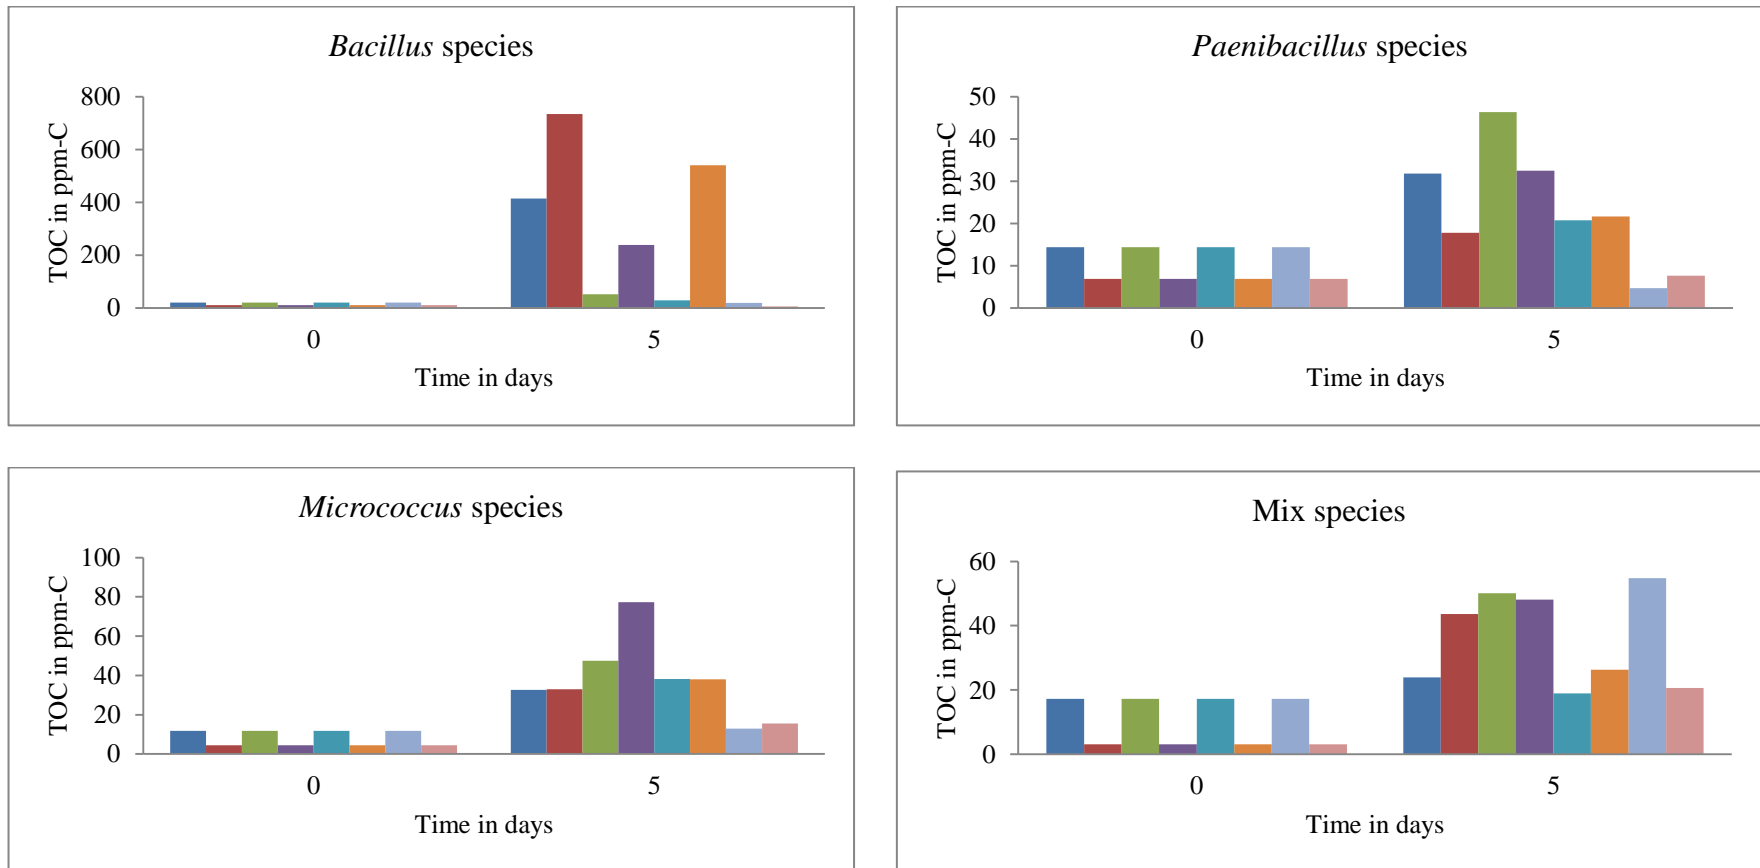 Bacillus species
TOC in ppm-C
800
600
400
200
0
0 5
Time in days
Paenibacillus species
TOC in ppm-C
50
40
30
20
10
0
0 5
Time in days
Micrococcus species
TOC in ppm-C
100
80
60
40
20
0
0 5
Time in days
Mix species
TOC in ppm-C
60
40
20
0
0 5
Time in days